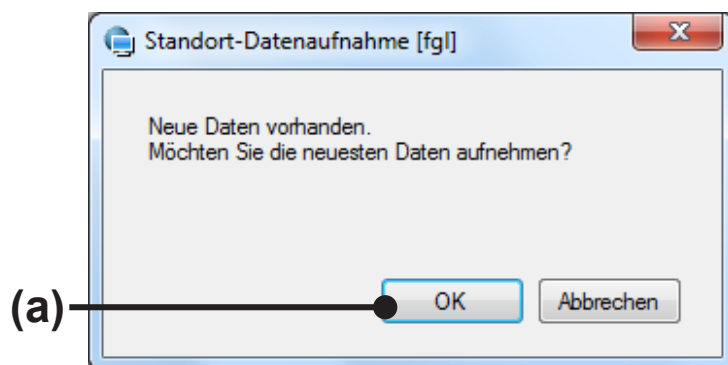 Standort-Datenaufnahme [fgl]
Neue Daten vorhanden.
Möchten Sie die neuesten Daten aufnehmen?
(a)
OK
Abbrechen